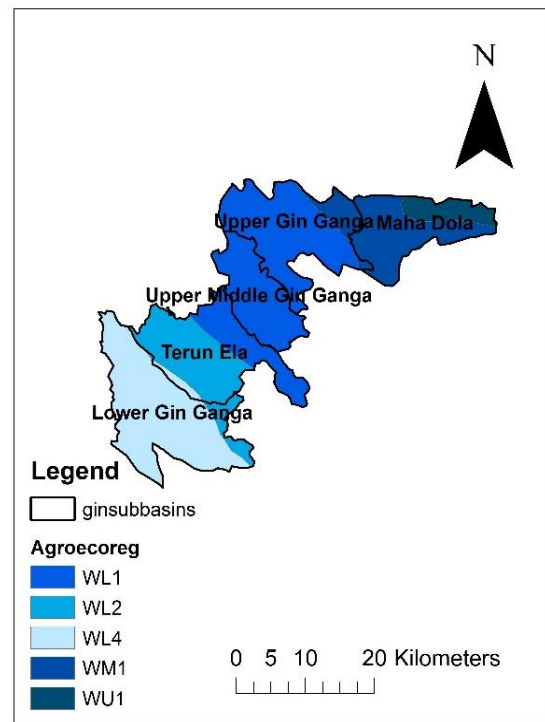 N
Upper Gin Ganga
Maha Dola
Upper Middle Gin Ganga
Terun Ela
Lower Gin Ganga
Legend
ginsubbasins
Agroecoreg
WL1
WL2
WL4
WM1
WU1
0 5 10 20 Kilometers